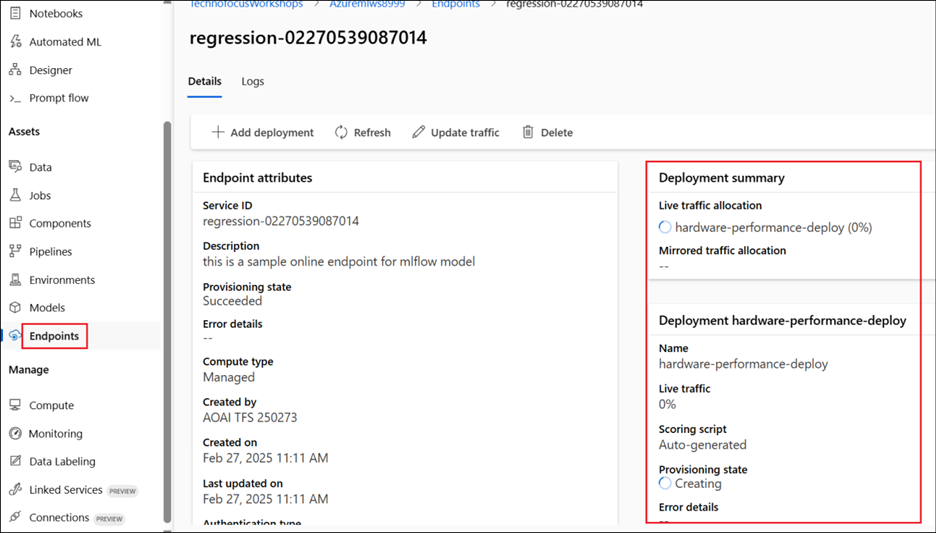 Notebooks
Automated ML
Designer
Prompt flow
Assets
Data
Jobs
Components
Pipelines
Environments
Models
Endpoints
Manage
Compute
Monitoring
Data Labeling
Linked Services PREVIEW
Connections PREVIEW
TechnofocusWorkshops > Azuremlws8999 > Endpoints > regression-02270539087014
regression-02270539087014
Details Logs
Add deployment Refresh Update traffic Delete
Endpoint attributes
Service ID
regression-02270539087014
Description
this is a sample online endpoint for mlflow model
Provisioning state
Succeeded
Error details
--
Compute type
Managed
Created by
AOAI TFS 250273
Created on
Feb 27, 2025 11:11 AM
Last updated on
Feb 27, 2025 11:11 AM
Authentication type
Deployment summary
Live traffic allocation
hardware-performance-deploy (0%)
Mirrored traffic allocation
--
Deployment hardware-performance-deploy
Name
hardware-performance-deploy
Live traffic
0%
Scoring script
Auto-generated
Provisioning state
Creating
Error details
--